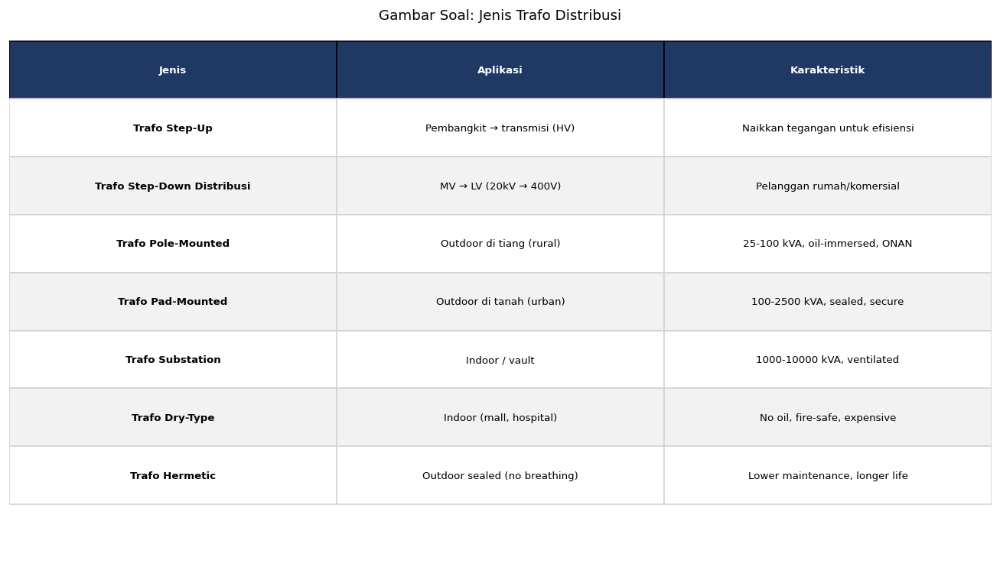 Gambar Soal: Jenis Trafo Distribusi
Jenis Aplikasi Karakteristik
Trafo Step-Up Pembangkit → transmisi (HV) Naikkan tegangan untuk efisiensi
Trafo Step-Down Distribusi MV → LV (20kV → 400V) Pelanggan rumah/komersial
Trafo Pole-Mounted Outdoor di tiang (rural) 25-100 kVA, oil-immersed, ONAN
Trafo Pad-Mounted Outdoor di tanah (urban) 100-2500 kVA, sealed, secure
Trafo Substation Indoor / vault 1000-10000 kVA, ventilated
Trafo Dry-Type Indoor (mall, hospital) No oil, fire-safe, expensive
Trafo Hermetic Outdoor sealed (no breathing) Lower maintenance, longer life